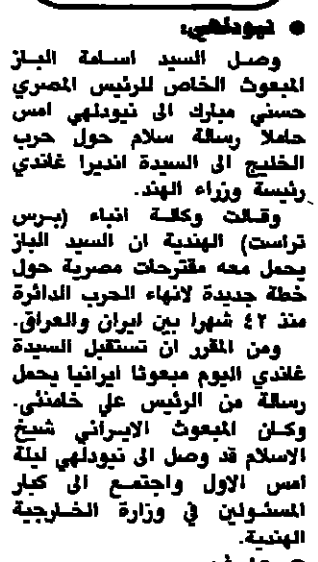 ● نيودلهي:
وصل السيد اسامة الباز
المبعوث الخاص للرئيس المصري
حسني مبارك الى نيودلهي امس
حاملا رسالة سلام حول حرب
الخليج الى السيدة انديرا غاندي
رئيسة وزراء الهند.
وقالت وكالة انباء (برس
تراست) الهندية ان السيد الباز
يحمل معه مقترحات مصرية حول
خطة جديدة لانهاء الحرب الدائرة
منذ ٤٢ شهرا بين ايران والعراق.
ومن المقرر ان تستقبل السيدة
غاندي اليوم مبعوثا ايرانيا يحمل
رسالة من الرئيس علي خامنئي.
وكان المبعوث الايراني شيخ
الاسلام قد وصل الى نيودلهي ليلة
امس الاول واجتمع الى كبار
المسئولين في وزارة الخارجية
الهندية.